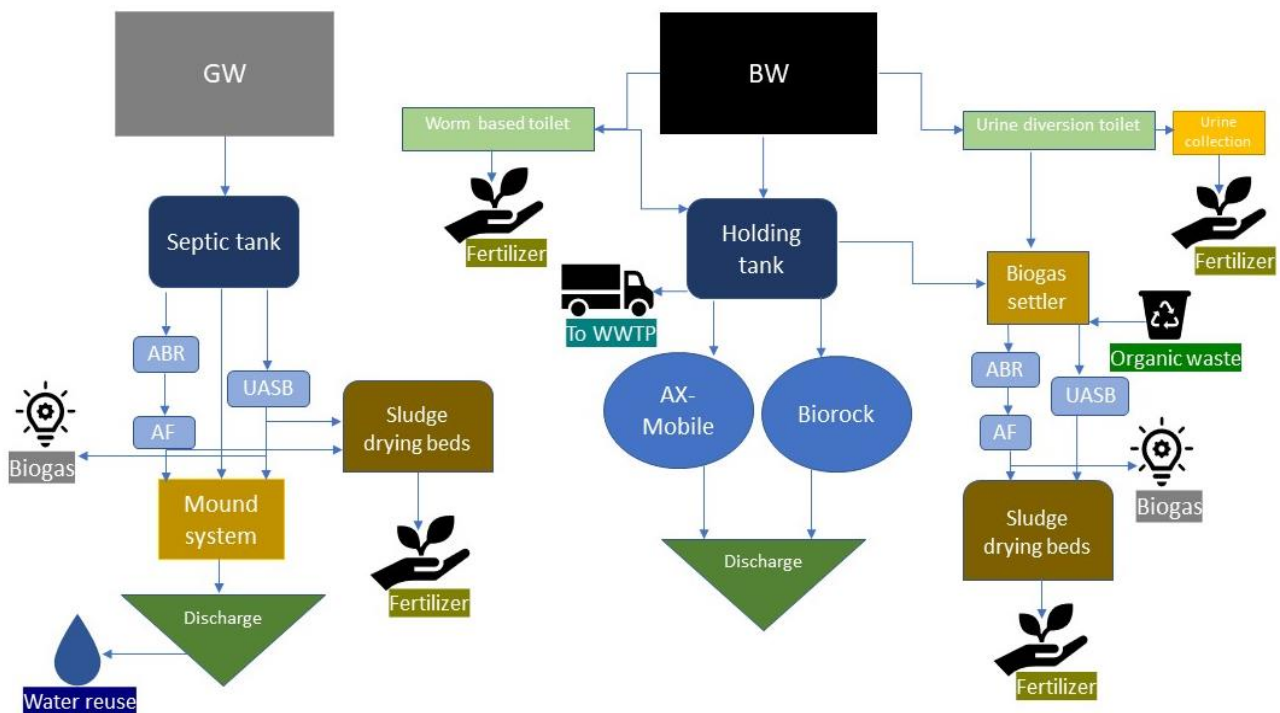 GW
BW
Worm based toilet
Urine diversion toilet
Urine
collection
Fertilizer
Fertilizer
Septic tank
Holding
tank
Biogas
settler
To WWTP
Organic waste
ABR
UASB
AF
Biogas
Sludge
drying beds
AX-
Mobile
Biorock
ABR
UASB
AF
Biogas
Mound
system
Sludge
drying beds
Discharge
Fertilizer
Discharge
Water reuse
Fertilizer